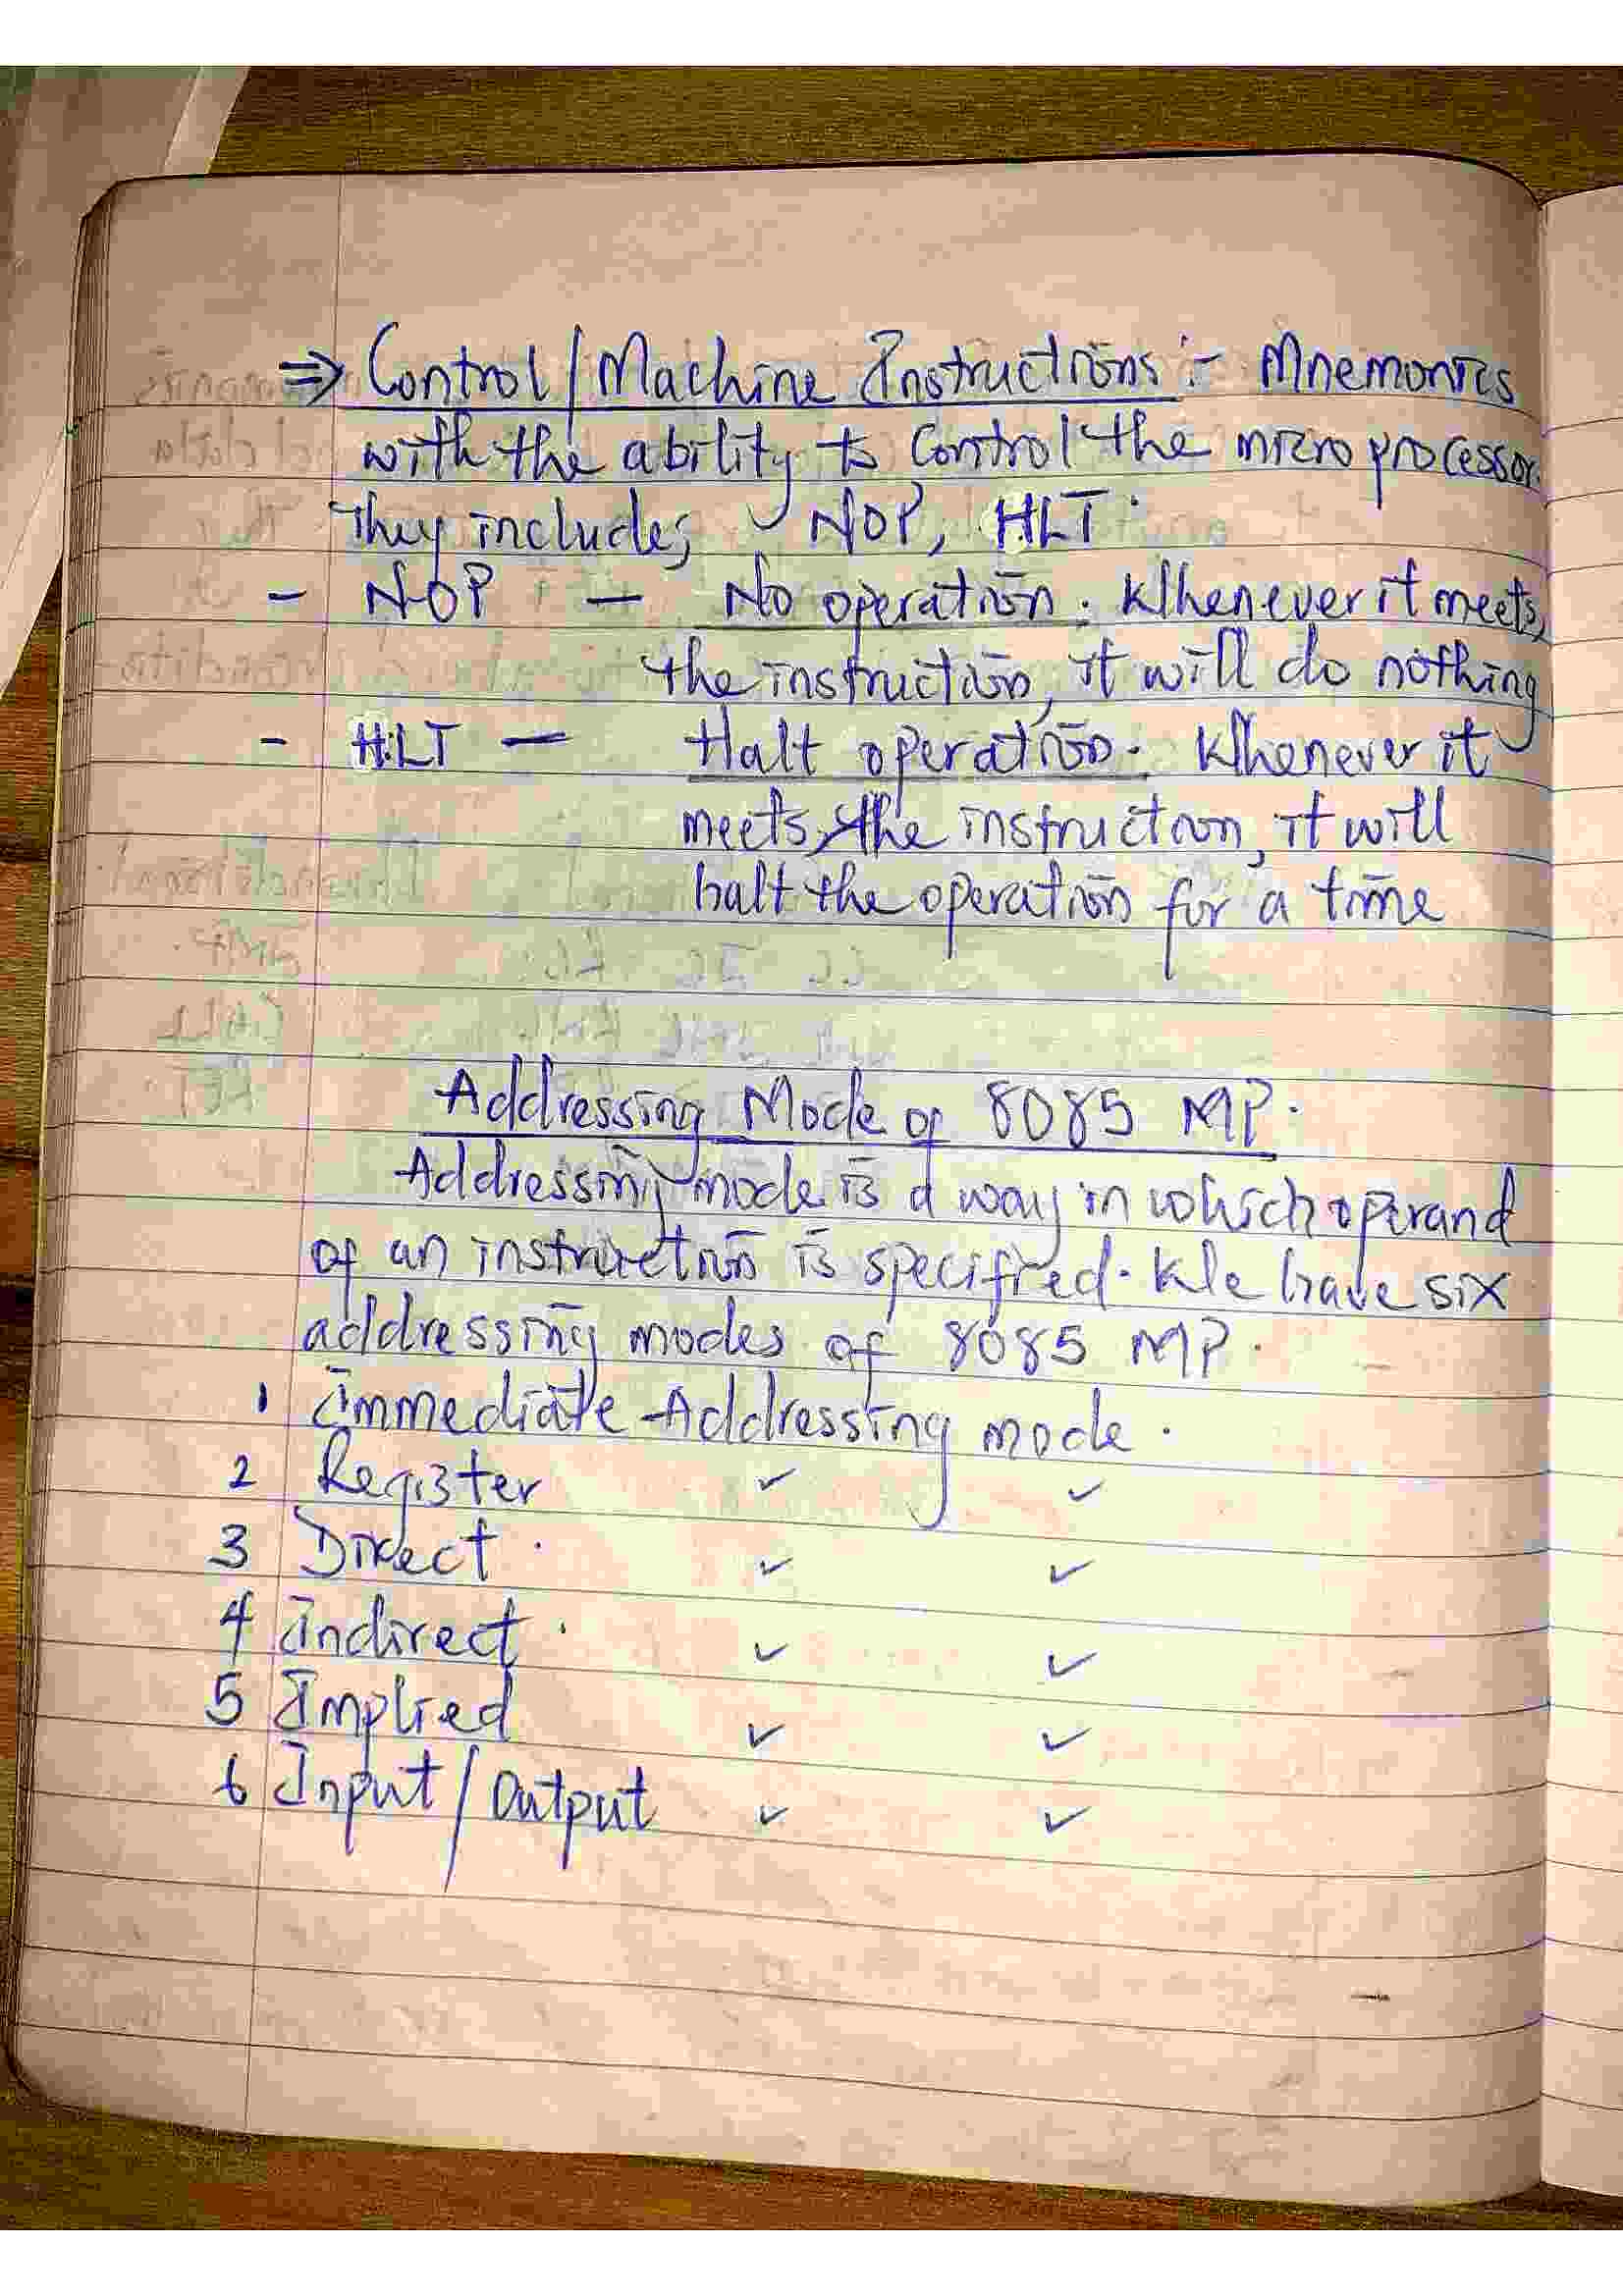 ⇒ Control/Machine Instructions :- Mnemonics
with the ability to control the microprocessor.
They includes; NOP, HLT.
- NOP — No operation. Whenever it meets,
the instruction, it will do nothing
- HLT — Halt operation. Whenever it
meets, the instruction, it will
halt the operation for a time
Addressing Mode of 8085 MP.
Addressing mode is a way in which operand
of an instruction is specified. We have six
addressing modes of 8085 MP.
1 Immediate Addressing mode.
2 Register ✓ ✓
3 Direct. ✓ ✓
4 Indirect. ✓ ✓
5 Implied ✓ ✓
6 Input/Output ✓ ✓